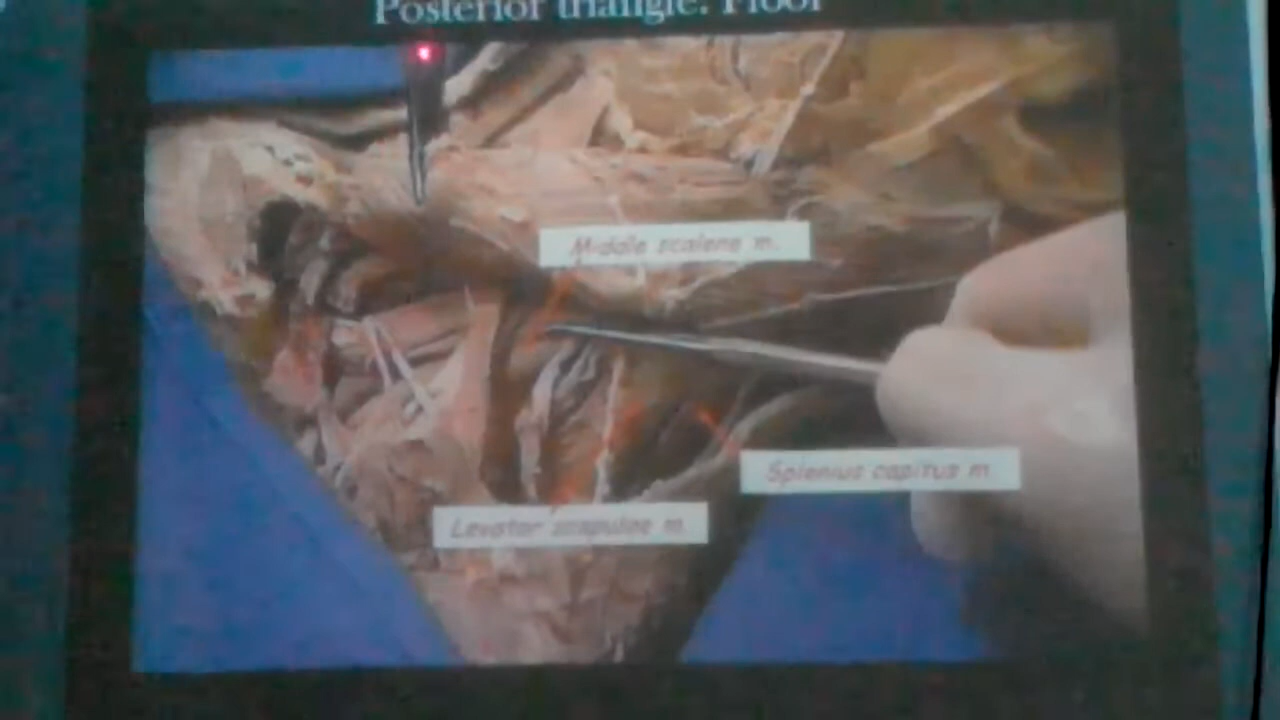 Posterior triangle: Floor
Middle scalene m.
Splenius capitus m.
Levator scapulae m.